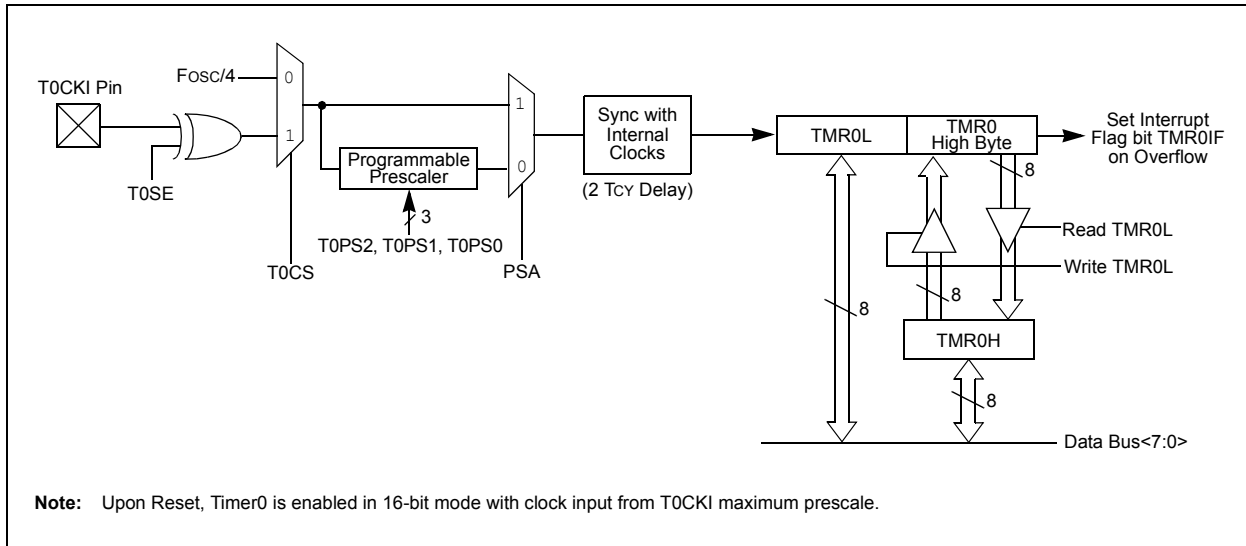 T0CKI Pin
FOSC/4
0
1
T0SE
T0CS
Programmable
Prescaler
3
T0PS2, T0PS1, T0PS0
1
0
PSA
Sync with
Internal
Clocks
(2 TCY Delay)
TMR0L
TMR0
High Byte
Set Interrupt
Flag bit TMR0IF
on Overflow
8
Read TMR0L
Write TMR0L
8
8
TMR0H
8
Data Bus<7:0>
Note: Upon Reset, Timer0 is enabled in 16-bit mode with clock input from T0CKI maximum prescale.